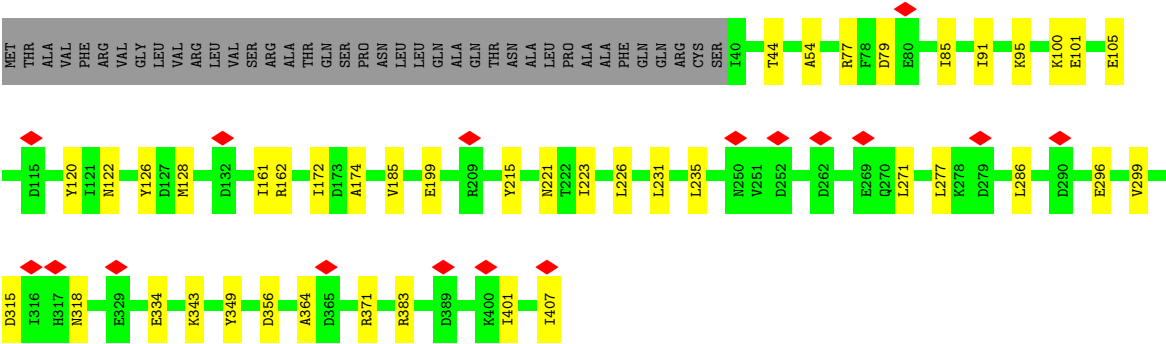 MET THR ALA VAL PHE ARG VAL GLY LEU VAL ARG LEU VAL SER ARG ALA THR GLN SER PRO ASN LEU LEU GLN ALA GLN THR ASN ALA LEU PRO ALA ALA PHE GLN GLN ARG CYS SER I40 T44 A54 R77 F78 D79 E80 I85 I91 K95 K100 E101 E105
D115 Y120 I121 N122 Y126 D127 M128 D132 I161 R162 I172 D173 A174 V185 E199 R209 Y215 N221 T222 I223 L226 L231 L235 N250 V251 D252 D262 E269 Q270 L271 L277 K278 D279 L286 D290 E296 V299
D315 I316 H317 N318 E329 E334 K343 Y349 D356 A364 D365 R371 R383 D389 K400 I401 I407